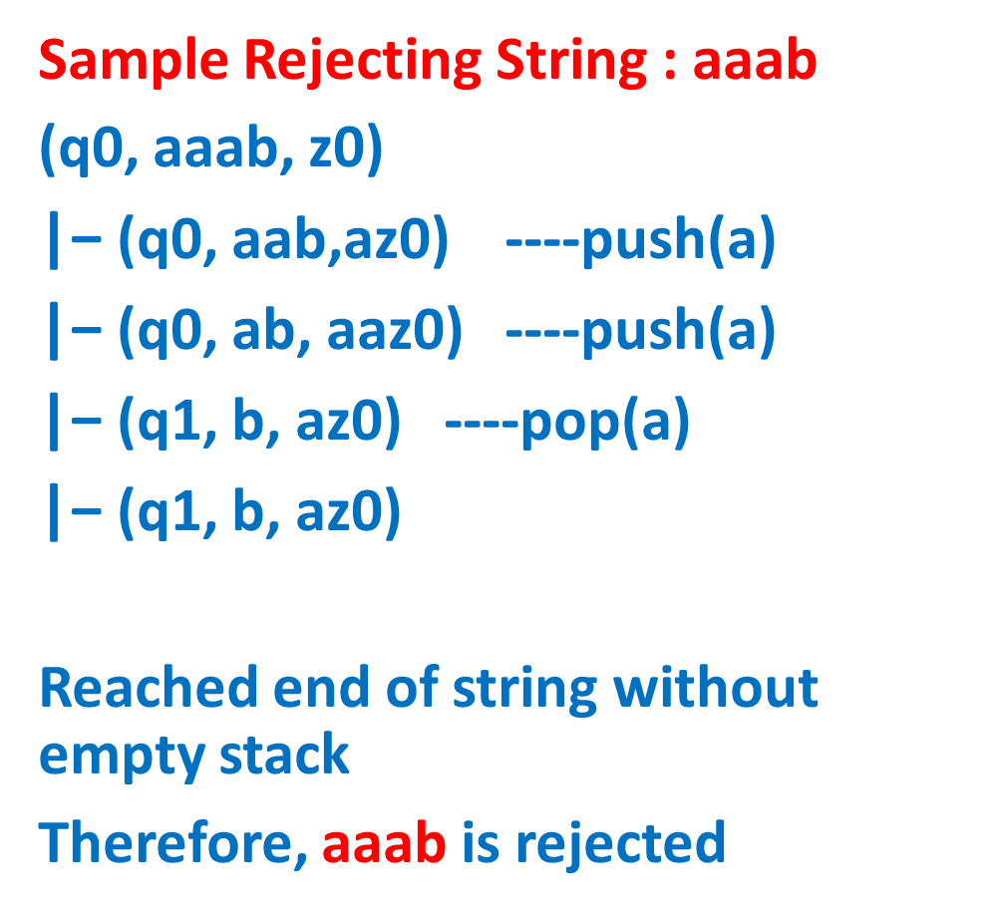 Sample Rejecting String : aaab
(q0, aaab, z0)
|– (q0, aab,az0) ----push(a)
|– (q0, ab, aaz0) ----push(a)
|– (q1, b, az0) ----pop(a)
|– (q1, b, az0)
Reached end of string without
empty stack
Therefore, aaab is rejected